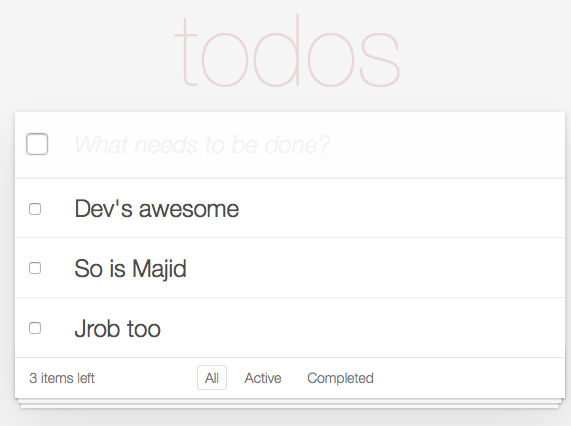 todos
What needs to be done?
Dev's awesome
So is Majid
Jrob too
3 items left All Active Completed